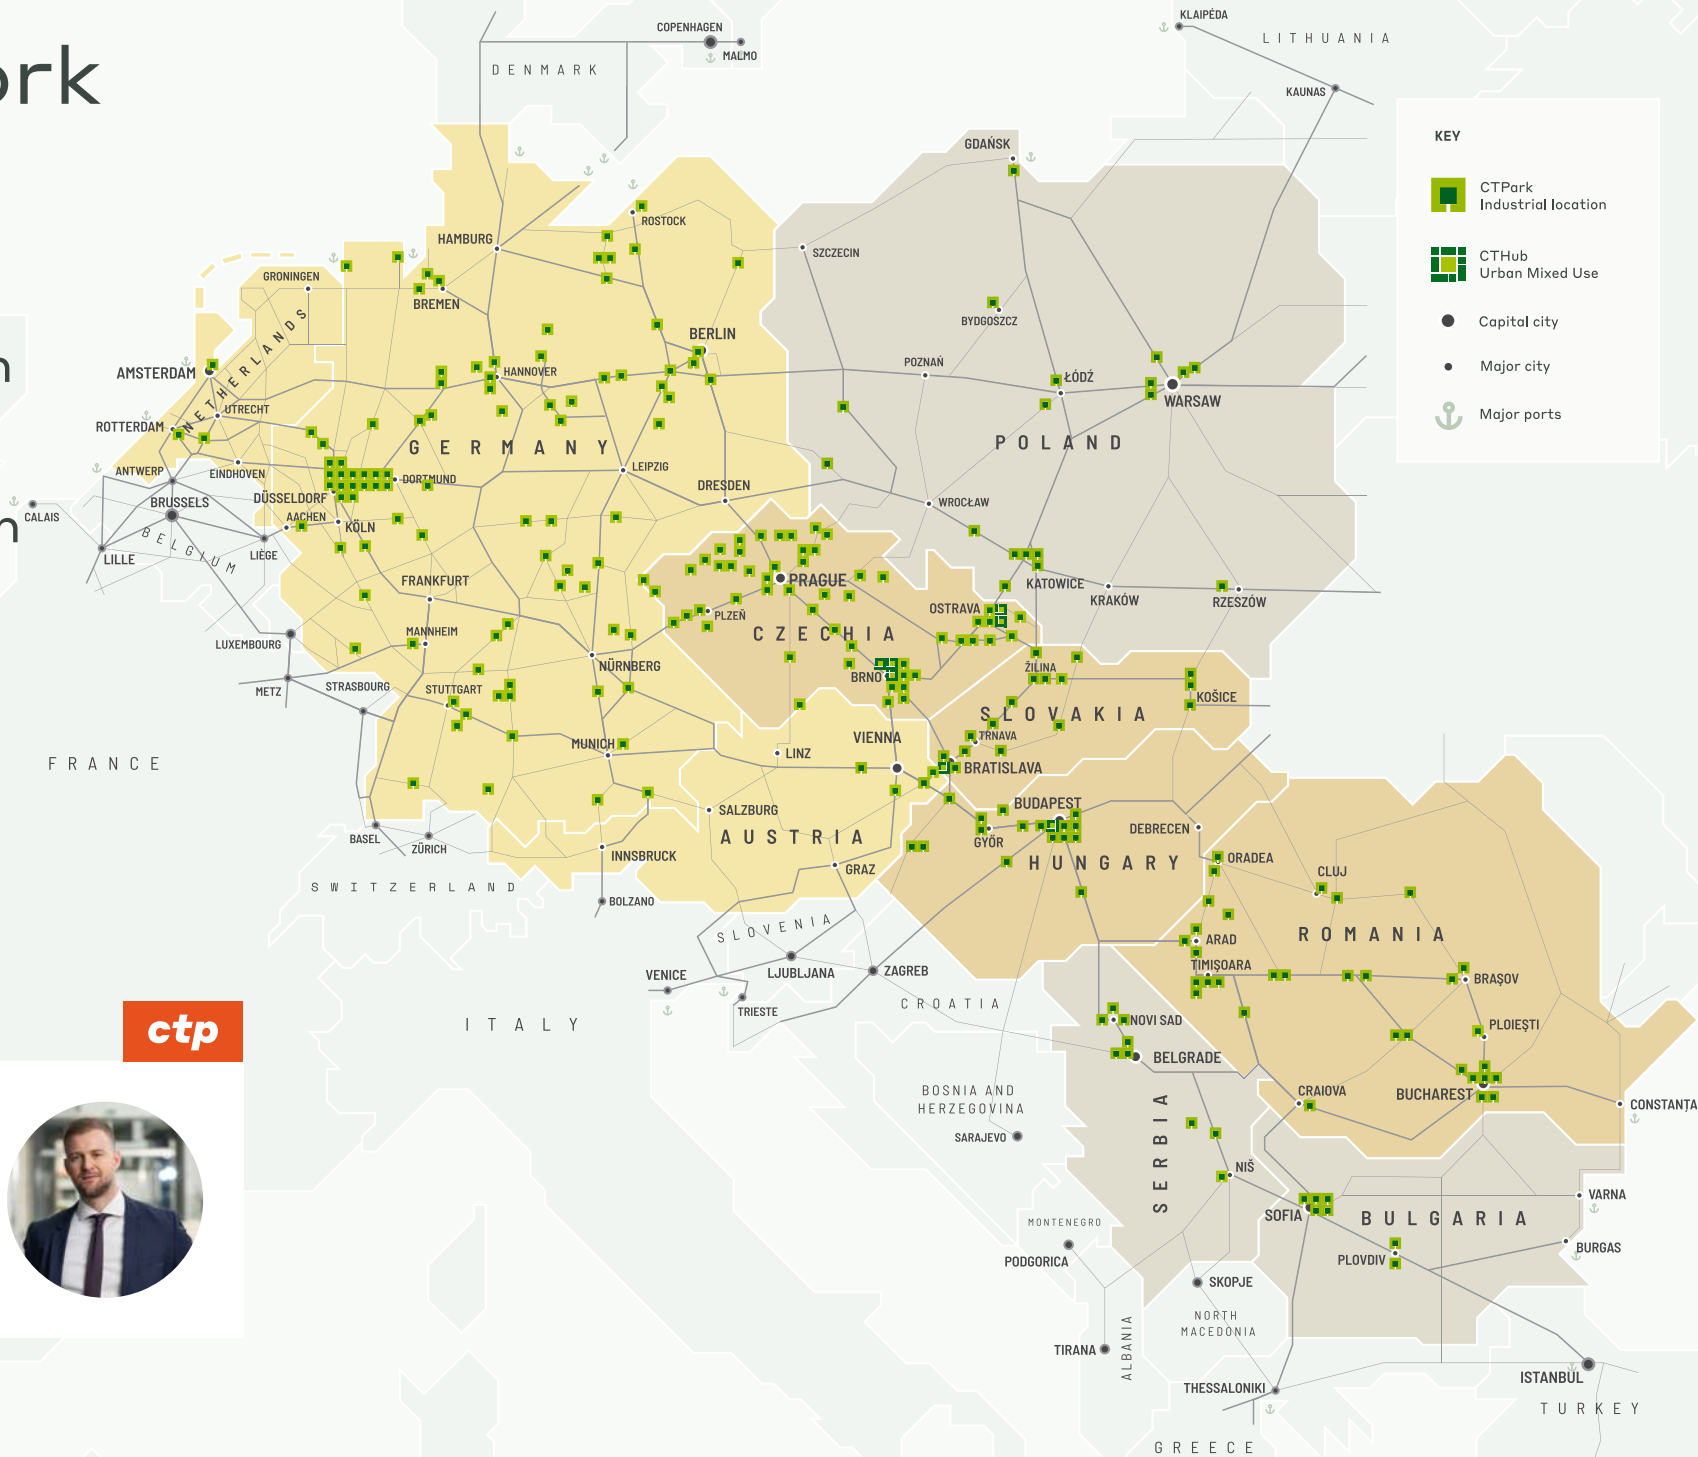 ork
n
n
KEY
CTPark
Industrial location
CTHub
Urban Mixed Use
Capital city
Major city
Major ports
COPENHAGEN
MALMO
DENMARK
KLAIPÉDA
LITHUANIA
KAUNAS
GDAŃSK
ROSTOCK
HAMBURG
SZCZECIN
GRONINGEN
BREMEN
BYDGOSZCZ
BERLIN
NETHERLANDS
AMSTERDAM
HANNOVER
POZNAŃ
ŁÓDŹ
WARSAW
UTRECHT
ROTTERDAM
GERMANY
POLAND
ANTWERP
EINDHOVEN
DORTMUND
LEIPZIG
DRESDEN
DÜSSELDORF
BRUSSELS
WROCŁAW
CALAIS
AACHEN
KÖLN
BELGIUM
LILLE
LIÈGE
FRANKFURT
PRAGUE
KATOWICE
KRAKÓW
RZESZÓW
OSTRAVA
PLZEŇ
CZECHIA
MANNHEIM
LUXEMBOURG
NÜRNBERG
ŽILINA
BRNO
METZ
STRASBOURG
STUTTGART
KOŠICE
SLOVAKIA
TRNAVA
VIENNA
MUNICH
LINZ
FRANCE
BRATISLAVA
SALZBURG
BUDAPEST
DEBRECEN
AUSTRIA
BASEL
ZÜRICH
GYŐR
INNSBRUCK
HUNGARY
ORADEA
GRAZ
CLUJ
SWITZERLAND
BOLZANO
SLOVENIA
ROMANIA
ARAD
TIMIŞOARA
VENICE
LJUBLJANA
ZAGREB
BRAŞOV
CROATIA
TRIESTE
ITALY
NOVI SAD
PLOIEŞTI
ctp
BELGRADE
BOSNIA AND
HERZEGOVINA
CRAIOVA
BUCHAREST
CONSTANȚA
SARAJEVO
SERBIA
NIŠ
VARNA
SOFIA
BULGARIA
MONTENEGRO
BURGAS
PODGORICA
PLOVDIV
SKOPJE
NORTH
MACEDONIA
TIRANA
ALBANIA
ISTANBUL
THESSALONIKI
TURKEY
GREECE